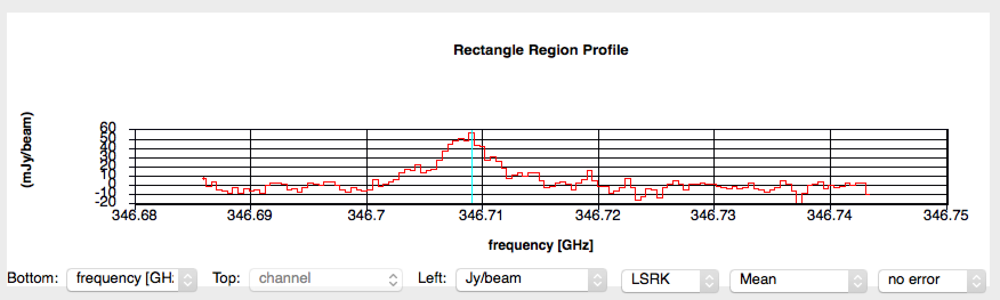 Rectangle Region Profile
(mJy/beam)
60
50
40
30
20
10
0
-10
-20
346.68 346.69 346.7 346.71 346.72 346.73 346.74 346.75
frequency [GHz]
Bottom: frequency [GH: Top: channel Left: Jy/beam LSRK Mean no error